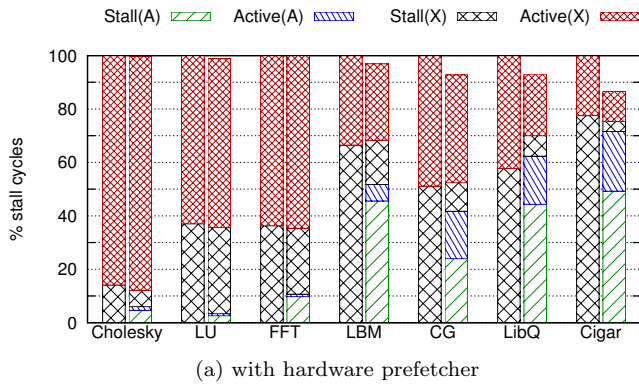 Stall(A) Active(A) Stall(X) Active(X)
100
80
60
40
20
0
% stall cycles
Cholesky LU FFT LBM CG LibQ Cigar
(a) with hardware prefetcher